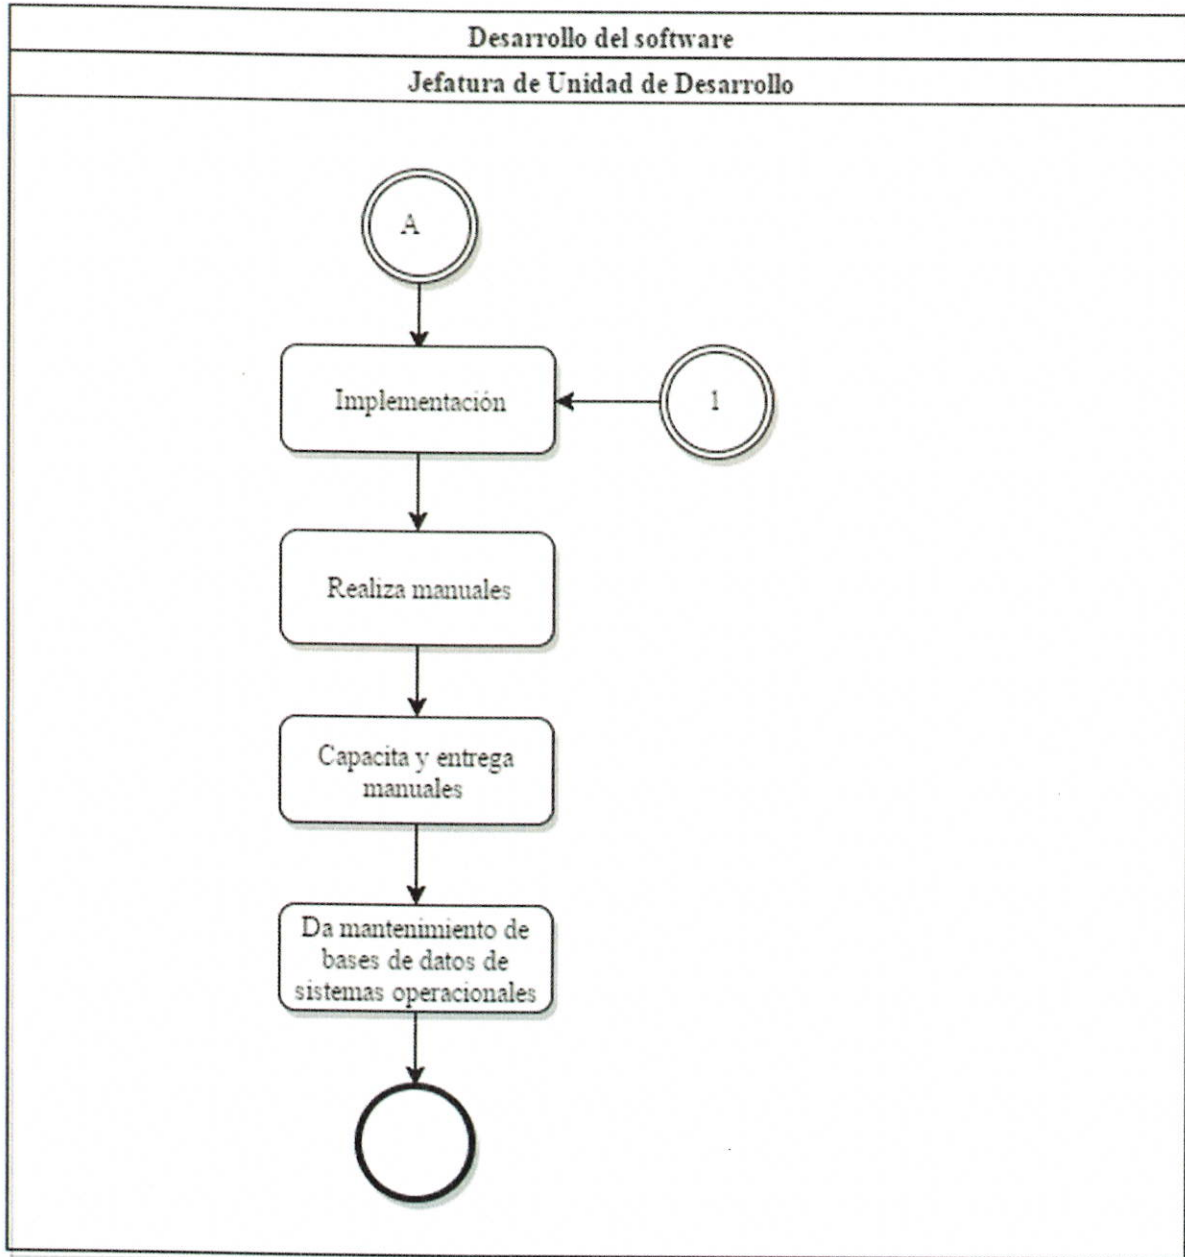 Desarrollo del software
Jefatura de Unidad de Desarrollo
A
Implementación
1
Realiza manuales
Capacita y entrega
manuales
Da mantenimiento de
bases de datos de
sistemas operacionales